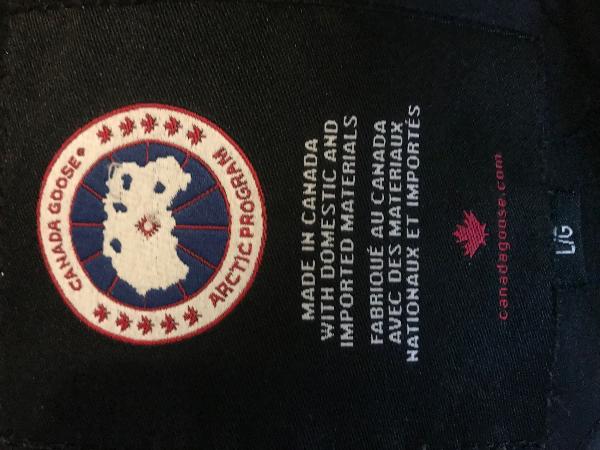 CANADA GOOSE
ARCTIC PROGRAM
MADE IN CANADA
WITH DOMESTIC AND
IMPORTED MATERIALS
FABRIQUÉ AU CANADA
AVEC DES MATERIAUX
NATIONAUX ET IMPORTÉS
canadagoose.com
L/G